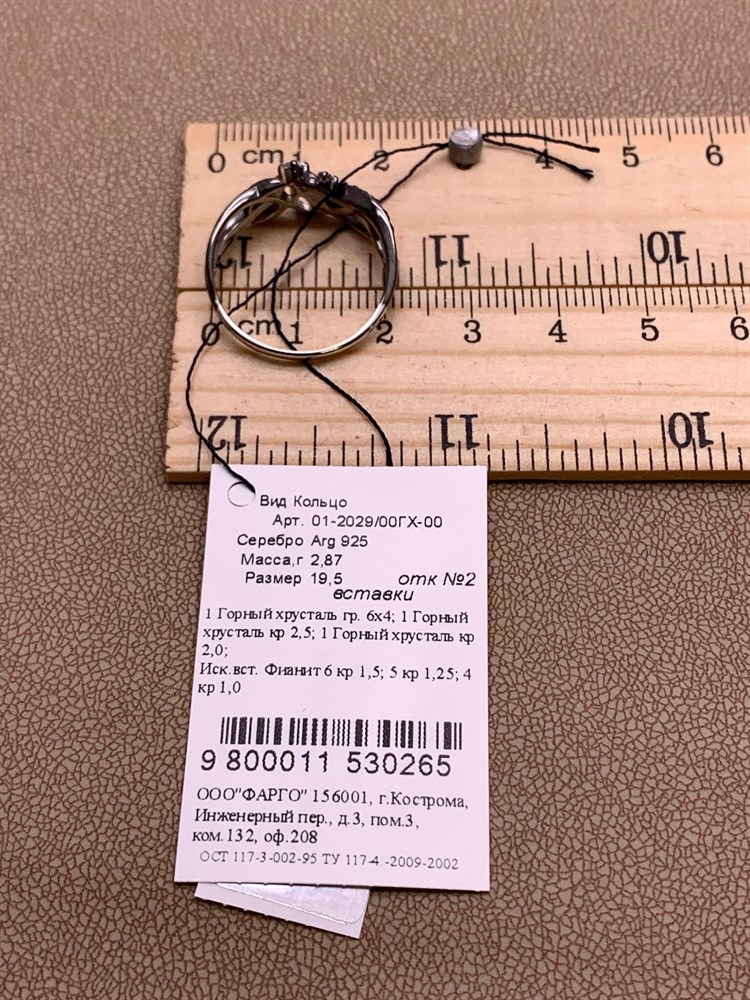 0 cm 1 2 4 5 6
11 10
0 cm 1 2 3 4 5 6
12 11 10
Вид Кольцо
Арт. 01-2029/00ГХ-00
Серебро Arg 925
Масса,г 2,87
Размер 19,5 отк №2
вставки
1 Горный хрусталь гр. 6х4; 1 Горный
хрусталь кр 2,5; 1 Горный хрусталь кр
2,0;
Иск.вст. Фианит 6 кр 1,5; 5 кр 1,25; 4
кр 1,0
9 800011 530265
ООО"ФАРГО" 156001, г.Кострома,
Инженерный пер., д.3, пом.3,
ком.132, оф.208
ОСТ 117-3-002-95 ТУ 117-4 -2009-2002